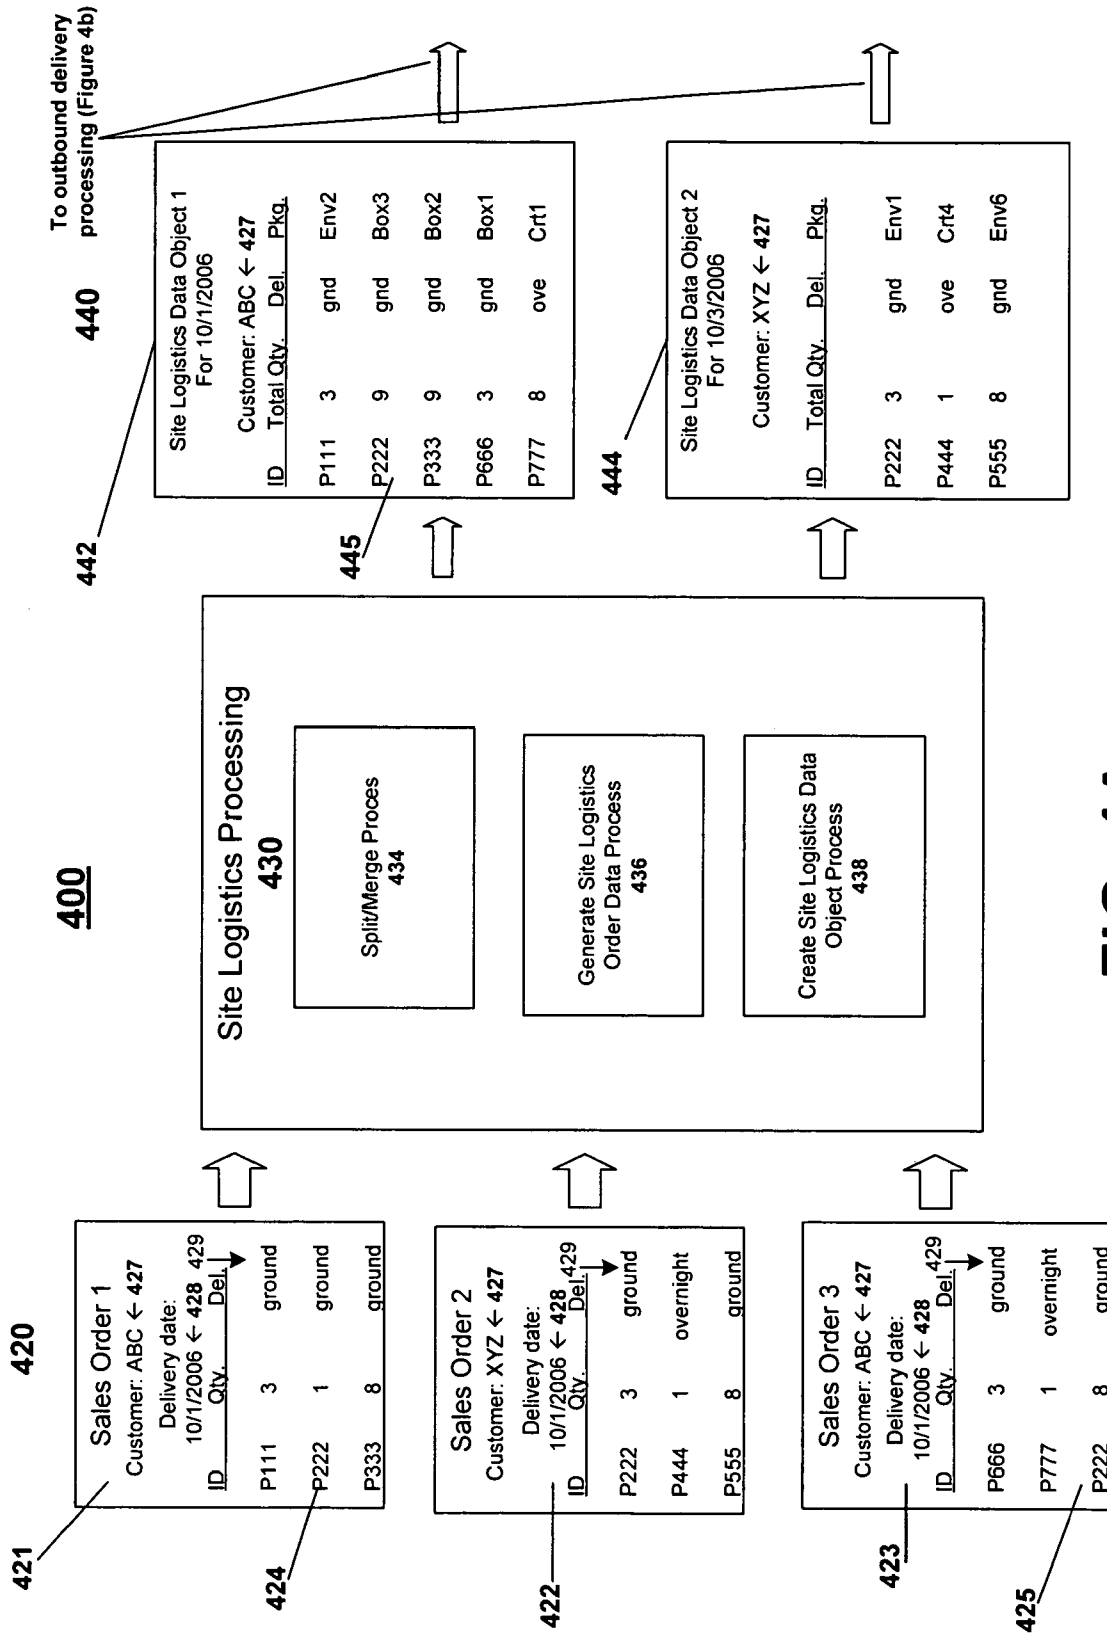 400
420
421
Sales Order 1
Customer: ABC ← 427
Delivery date:
10/1/2006 ← 428 429
ID Qty. Del.
P111 3 ground
P222 1 ground
P333 8 ground
424
422
Sales Order 2
Customer: XYZ ← 427
Delivery date:
10/1/2006 ← 428 429
ID Qty. Del.
P222 3 ground
P444 1 overnight
P555 8 ground
423
Sales Order 3
Customer: ABC ← 427
Delivery date:
10/1/2006 ← 428 429
ID Qty. Del.
P666 3 ground
P777 1 overnight
P222 8 ground
425
Site Logistics Processing
430
Split/Merge Proces
434
Generate Site Logistics
Order Data Process
436
Create Site Logistics Data
Object Process
438
440
To outbound delivery
processing (Figure 4b)
442
Site Logistics Data Object 1
For 10/1/2006
Customer: ABC ← 427
ID Total Qty. Del. Pkg.
P111 3 gnd Env2
P222 9 gnd Box3
P333 9 gnd Box2
P666 3 gnd Box1
P777 8 ove Crt1
445
444
Site Logistics Data Object 2
For 10/3/2006
Customer: XYZ ← 427
ID Total Qty. Del. Pkg.
P222 3 gnd Env1
P444 1 ove Crt4
P555 8 gnd Env6